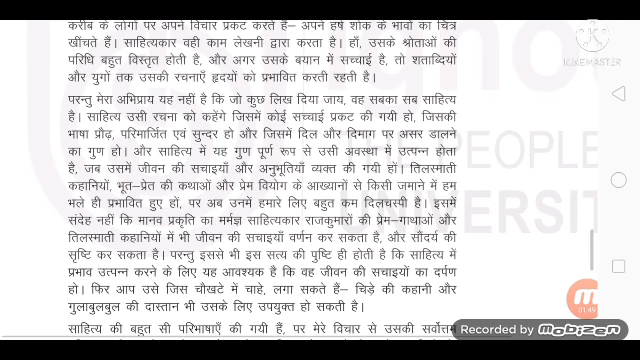 करीब के लोगों पर अपने विचार प्रकट करते हैं– अपने हर्ष शोक के भावों का चित्र
खींचते हैं। साहित्यकार वही काम लेखनी द्वारा करता है। हाँ, उसके श्रोताओं की
परिधि बहुत विस्तृत होती है, और अगर उसके बयान में सच्चाई है, तो शताब्दियों
और युगों तक उसकी रचनाएँ हृदयों को प्रभावित करती रहती है।
परन्तु मेरा अभिप्राय यह नहीं है कि जो कुछ लिख दिया जाय, वह सबका सब साहित्य
है। साहित्य उसी रचना को कहेंगे जिसमें कोई सच्चाई प्रकट की गयी हो, जिसकी
भाषा प्रौढ़, परिमार्जित एवं सुन्दर हो और जिसमें दिल और दिमाग पर असर डालने
का गुण हो। और साहित्य में यह गुण पूर्ण रूप से उसी अवस्था में उत्पन्न होता
है, जब उसमें जीवन की सचाइयाँ और अनुभूतियाँ व्यक्त की गयी हों। तिलस्माती
कहानियों, भूत–प्रेत की कथाओं और प्रेम वियोग के आख्यानों से किसी जमाने में हम
भले ही प्रभावित हुए हों, पर अब उनमें हमारे लिए बहुत कम दिलचस्पी है। इसमें
संदेह नहीं कि मानव प्रकृति का मर्मज्ञ साहित्यकार राजकुमारों की प्रेम–गाथाओं और
तिलस्माती कहानियों में भी जीवन की सचाइयाँ वर्णन कर सकता है, और सौंदर्य की
सृष्टि कर सकता है। परन्तु इससे भी इस सत्य की पुष्टि ही होती है कि साहित्य में
प्रभाव उत्पन्न करने के लिए यह आवश्यक है कि वह जीवन की सचाइयों का दर्पण
हो। फिर आप उसे जिस चौखटे में चाहे, लगा सकते हैं– चिड़े की कहानी और
गुलाबुलबुल की दास्तान भी उसके लिए उपयुक्त हो सकती है।
साहित्य की बहुत सी परिभाषाएँ की गयी हैं, पर मेरे विचार से उसकी सर्वोत्तम
PEOPLE
UNIVERSIT
KINEMASTER
M
01:49
Recorded by mobizen